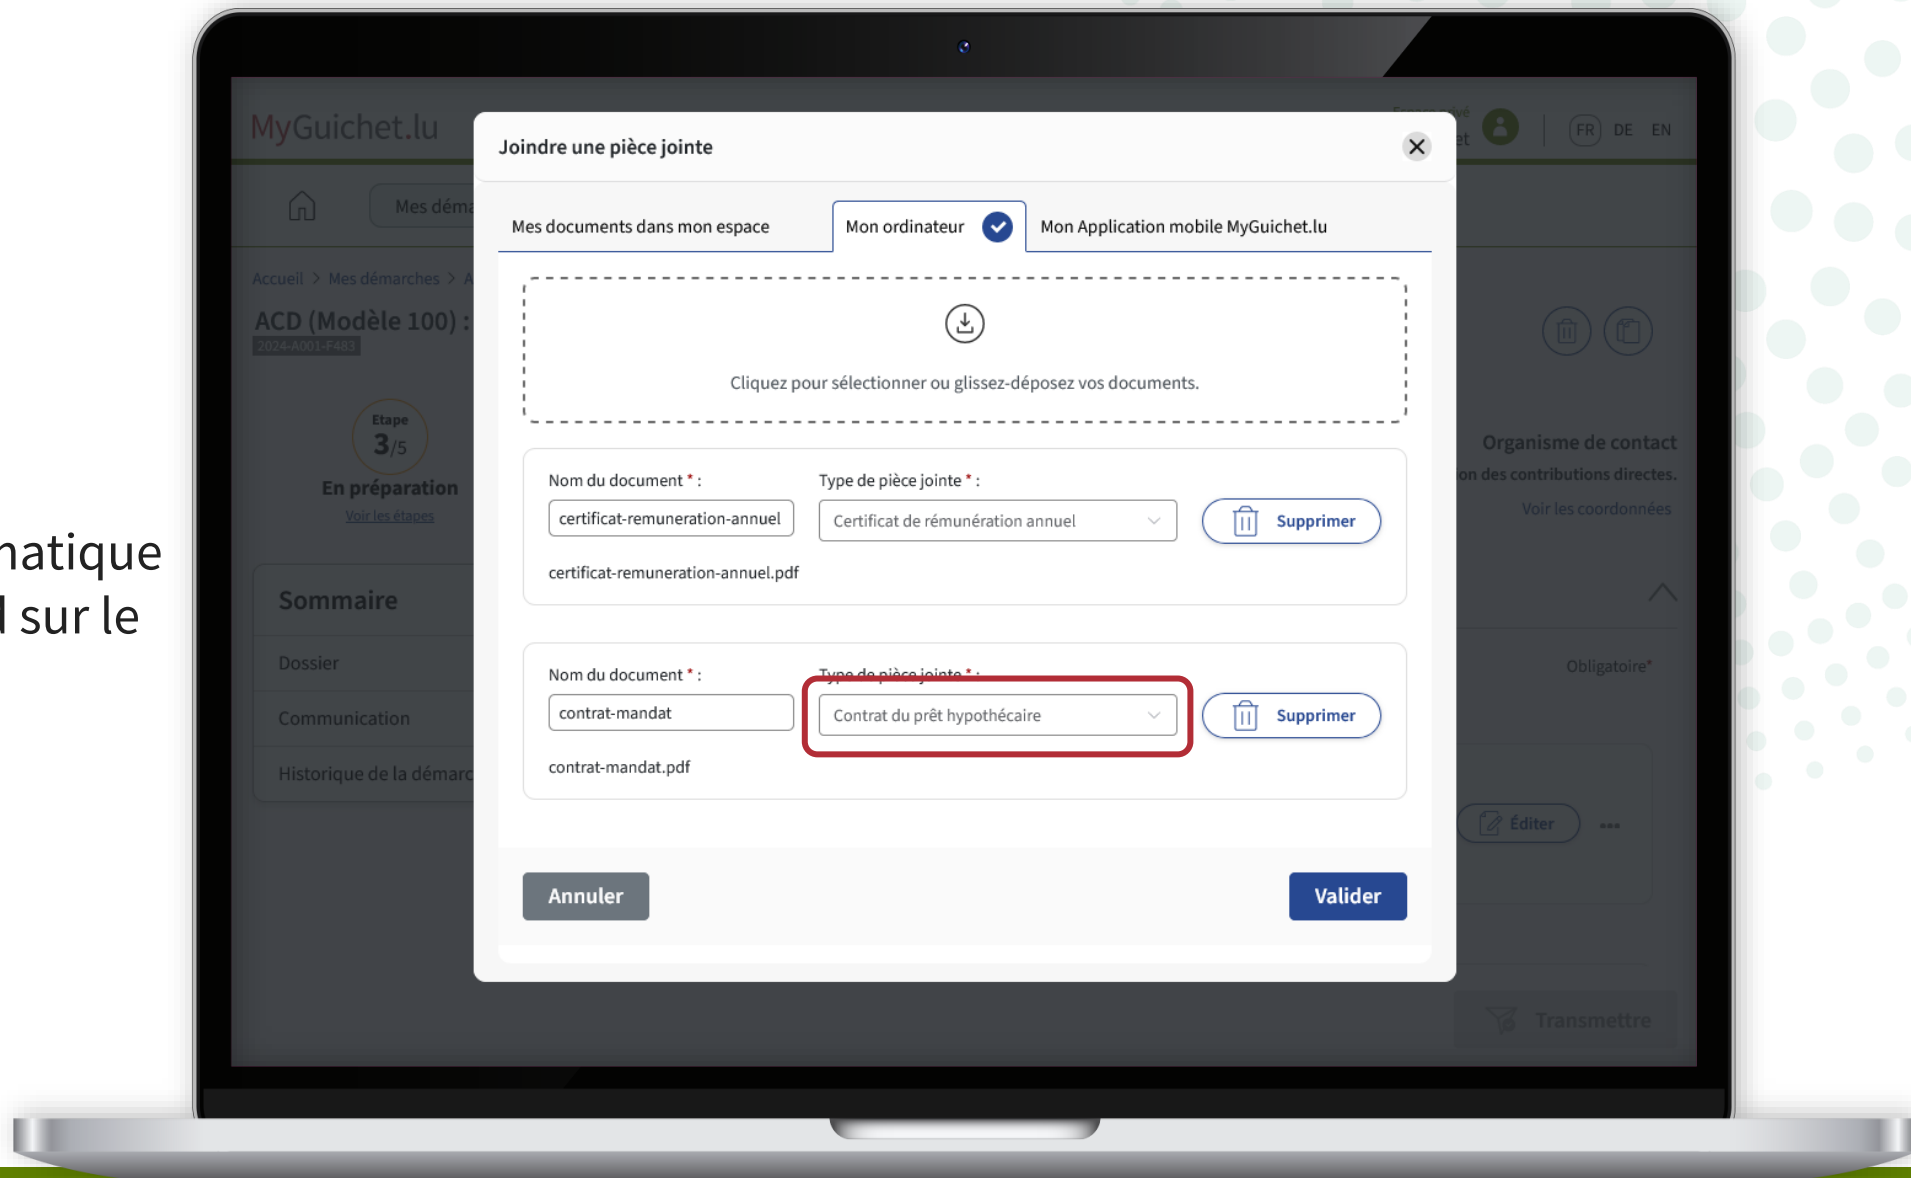 MyGuichet.lu
FR DE EN
Joindre une pièce jointe
Mes documents dans mon espace
Mon ordinateur
Mon Application mobile MyGuichet.lu
Accueil > Mes démarches >
ACD (Modèle 100) :
2024-A001-F483
Cliquez pour sélectionner ou glissez-déposez vos documents.
Etape
3/5
En préparation
Voir les étapes
Organisme de contact
des contributions directes.
Voir les coordonnées
Nom du document * :
Type de pièce jointe * :
certificat-remuneration-annuel
Certificat de rémunération annuel
Supprimer
certificat-remuneration-annuel.pdf
sur le
Sommaire
Dossier
Communication
Historique de la
Obligatoire*
Nom du document * :
Type de pièce jointe * :
contrat-mandat
Contrat du prêt hypothécaire
Supprimer
contrat-mandat.pdf
Éditer
Annuler
Valider
Transmettre